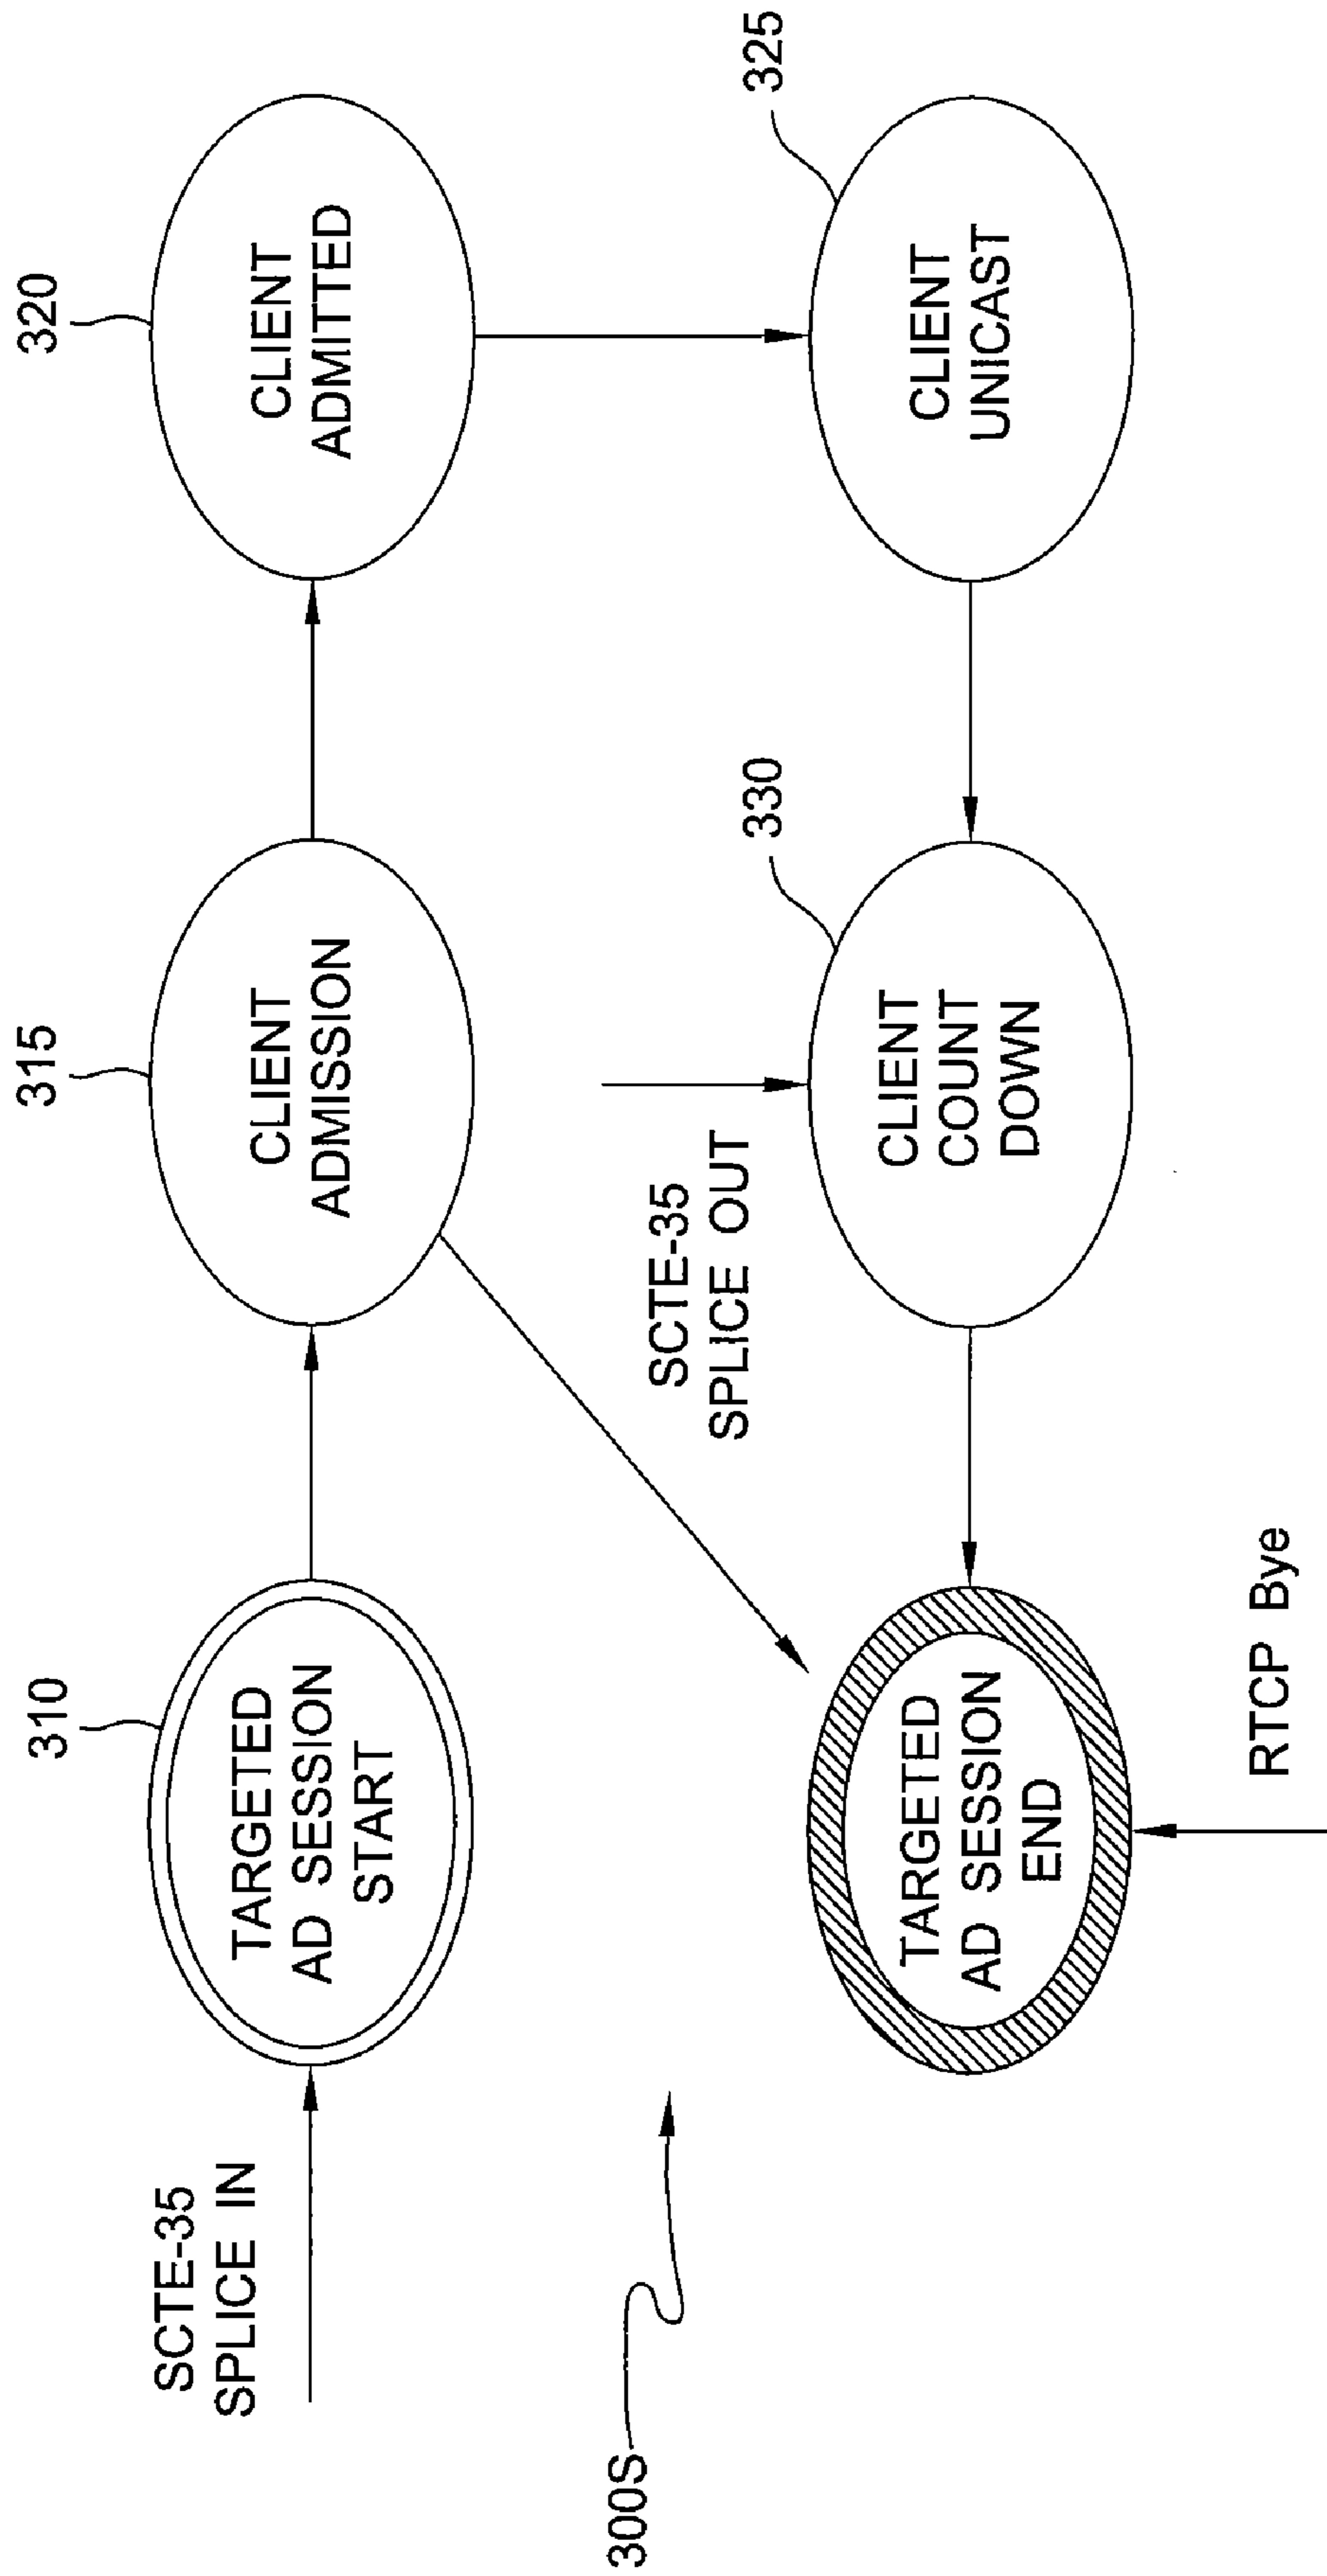 SCTE-35
SPLICE IN
310
TARGETED
AD SESSION
START
315
CLIENT
ADMISSION
320
CLIENT
ADMITTED
300S
SCTE-35
SPLICE OUT
TARGETED
AD SESSION
END
330
CLIENT
COUNT
DOWN
325
CLIENT
UNICAST
RTCP Bye